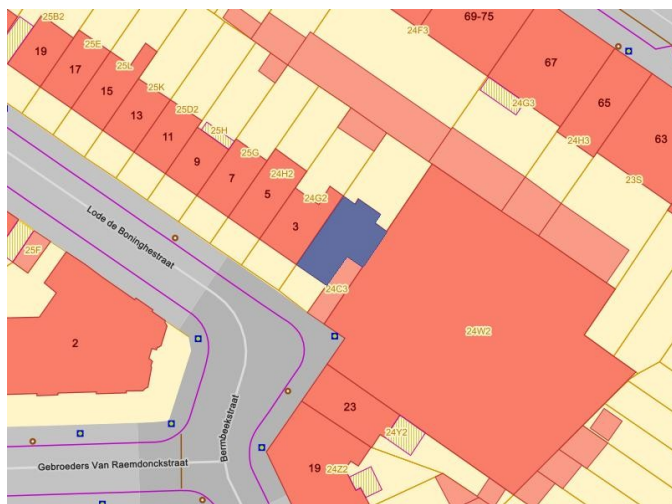 25B2
19
25E
17
25L
15
25K
13
25D2
11
25H
9
25G
7
24H2
5
24G2
3
24C3
24F3
69-75
67
24G3
65
24H3
63
23S
Lode de Boninghestraat
25F
2
24W2
23
24Y2
Bermbeekstraat
19
24Z2
Gebroeders Van Raemdonckstraat